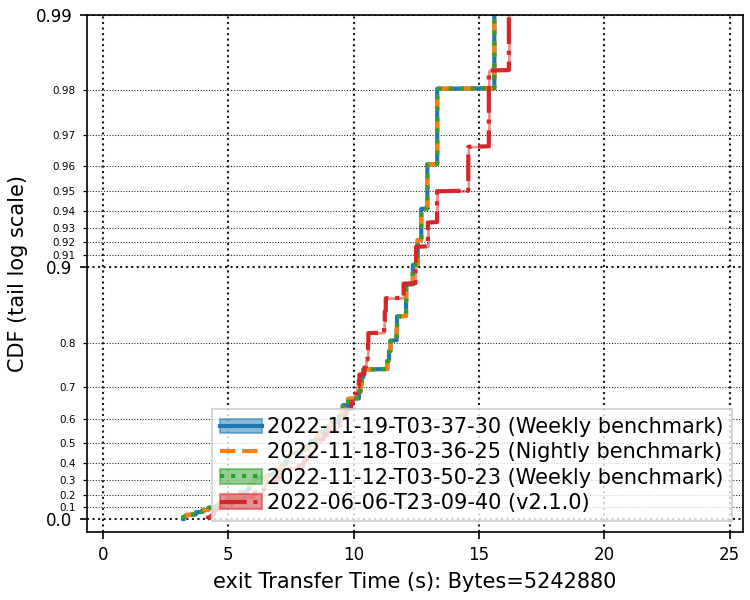 0.99
0.98
0.97
0.96
0.95
0.94
0.93
0.92
0.91
0.9
0.8
0.7
0.6
0.5
0.4
0.3
0.2
0.1
0.0
CDF (tail log scale)
2022-11-19-T03-37-30 (Weekly benchmark)
2022-11-18-T03-36-25 (Nightly benchmark)
2022-11-12-T03-50-23 (Weekly benchmark)
2022-06-06-T23-09-40 (v2.1.0)
0 5 10 15 20 25
exit Transfer Time (s): Bytes=5242880